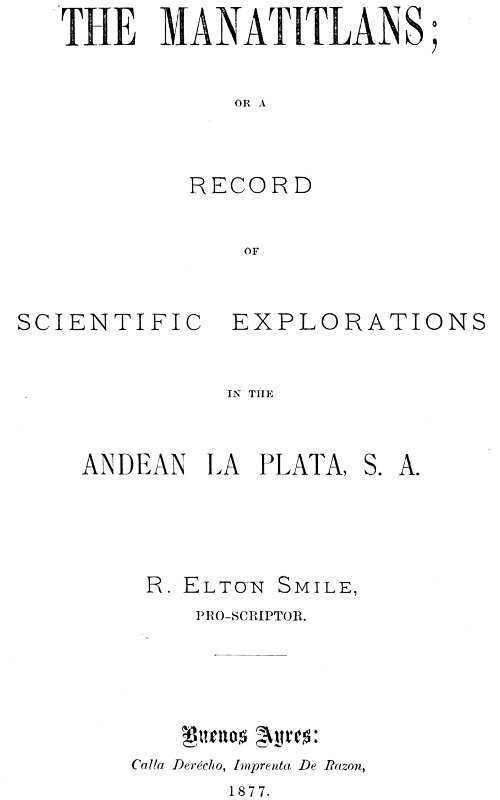 THE MANATITLANS;
OR A
RECORD
OF
SCIENTIFIC EXPLORATIONS
IN THE
ANDEAN LA PLATA, S. A.
R. ELTON SMILE,
PRO-SCRIPTOR.
Buenos Ayres:
Calla Derécho, Imprenta De Razon,
1877.